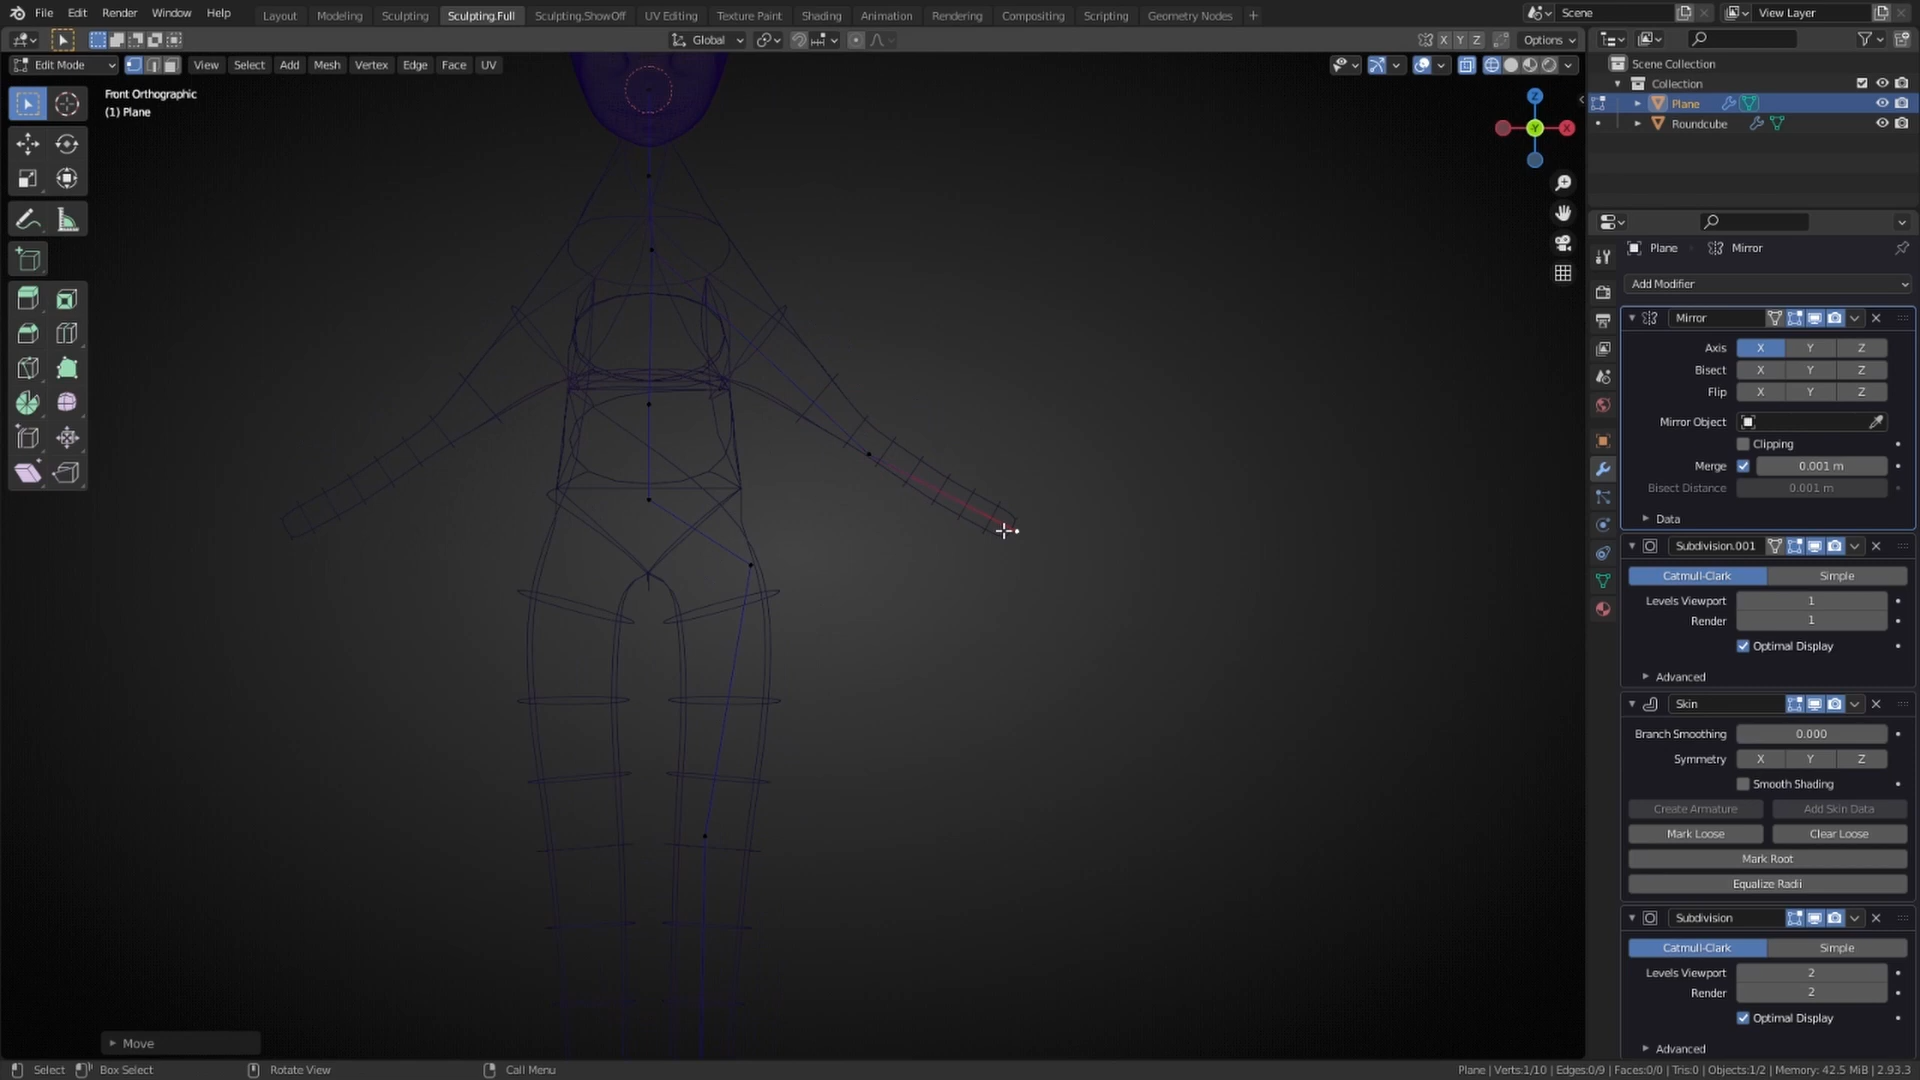 File Edit Render Window Help
Layout Modeling Sculpting Sculpting.Full Sculpting.ShowOff UV Editing Texture Paint Shading Animation Rendering Compositing Scripting Geometry Nodes +
Scene
View Layer
Global
X Y Z
Options
Edit Mode View Select Add Mesh Vertex Edge Face UV
Front Orthographic
(1) Plane
Z
Y
X
Scene Collection
Collection
Plane
Roundcube
Plane Mirror
Add Modifier
Mirror
Axis X Y Z
Bisect X Y Z
Flip X Y Z
Mirror Object
Clipping
Merge 0.001 m
Bisect Distance 0.001 m
Data
Subdivision.001
Catmull-Clark Simple
Levels Viewport 1
Render 1
Optimal Display
Advanced
Skin
Branch Smoothing 0.000
Symmetry X Y Z
Smooth Shading
Create Armature Add Skin Data
Mark Loose Clear Loose
Mark Root
Equalize Radii
Subdivision
Catmull-Clark Simple
Levels Viewport 2
Render 2
Optimal Display
Advanced
Move
Select Box Select Rotate View Call Menu
Plane | Verts:1/10 | Edges:0/9 | Faces:0/0 | Tris:0 | Objects:1/2 | Memory: 42.5 MiB | 2.93.3